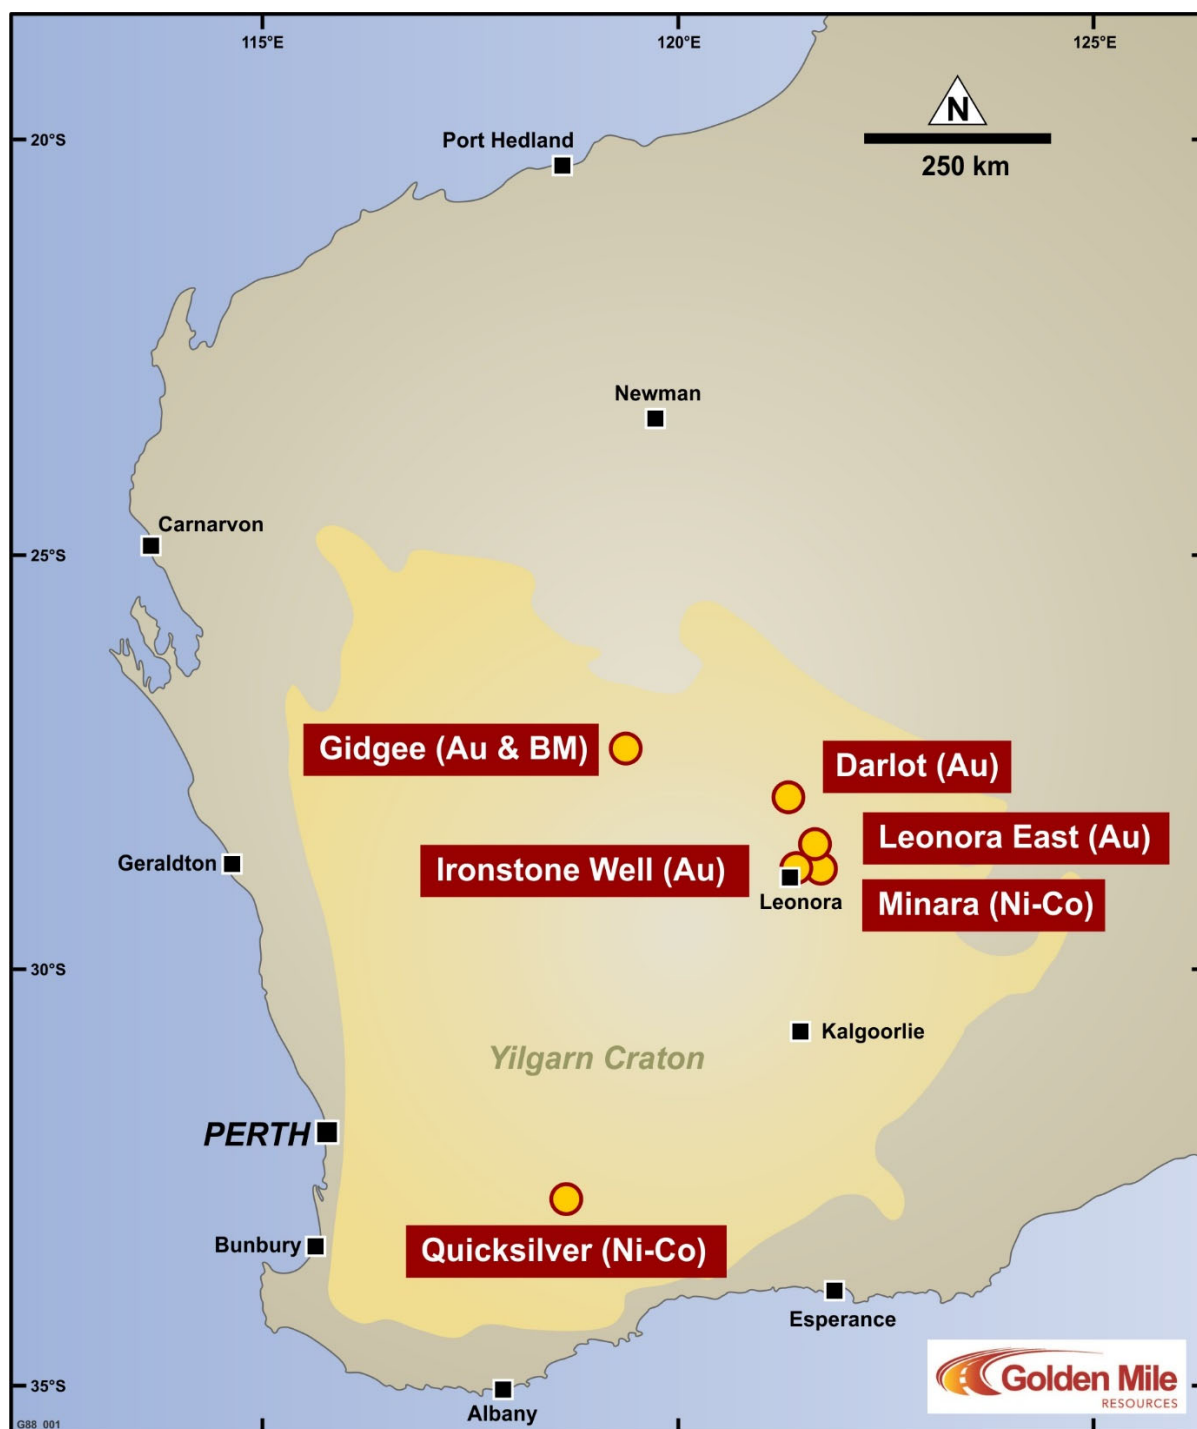 115°E
120°E
125°E
N
250 km
20°S
Port Hedland
Newman
Carnarvon
25°S
Gidgee (Au & BM)
Darlot (Au)
Leonora East (Au)
Geraldton
Ironstone Well (Au)
Leonora
Minara (Ni-Co)
30°S
Kalgoorlie
Yilgarn Craton
PERTH
Bunbury
Quicksilver (Ni-Co)
Esperance
Golden Mile
RESOURCES
35°S
Albany
G88_001